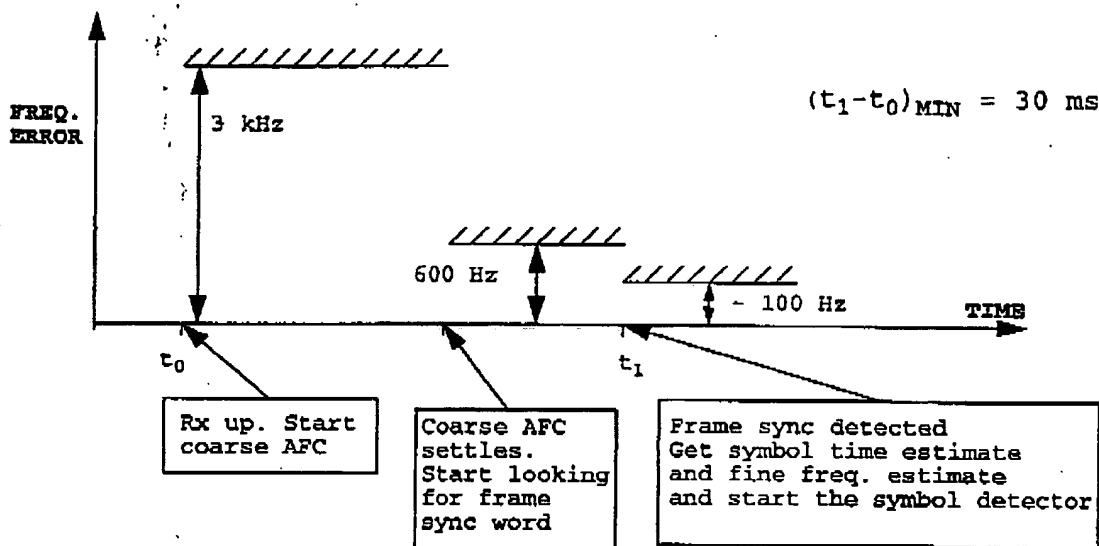 FREQ.
ERROR
3 kHz
(t₁-t₀)MIN = 30 ms
600 Hz
~ 100 Hz
TIME
t₀
t₁
Rx up. Start
coarse AFC
Coarse AFC
settles.
Start looking
for frame
sync word
Frame sync detected
Get symbol time estimate
and fine freq. estimate
and start the symbol detector